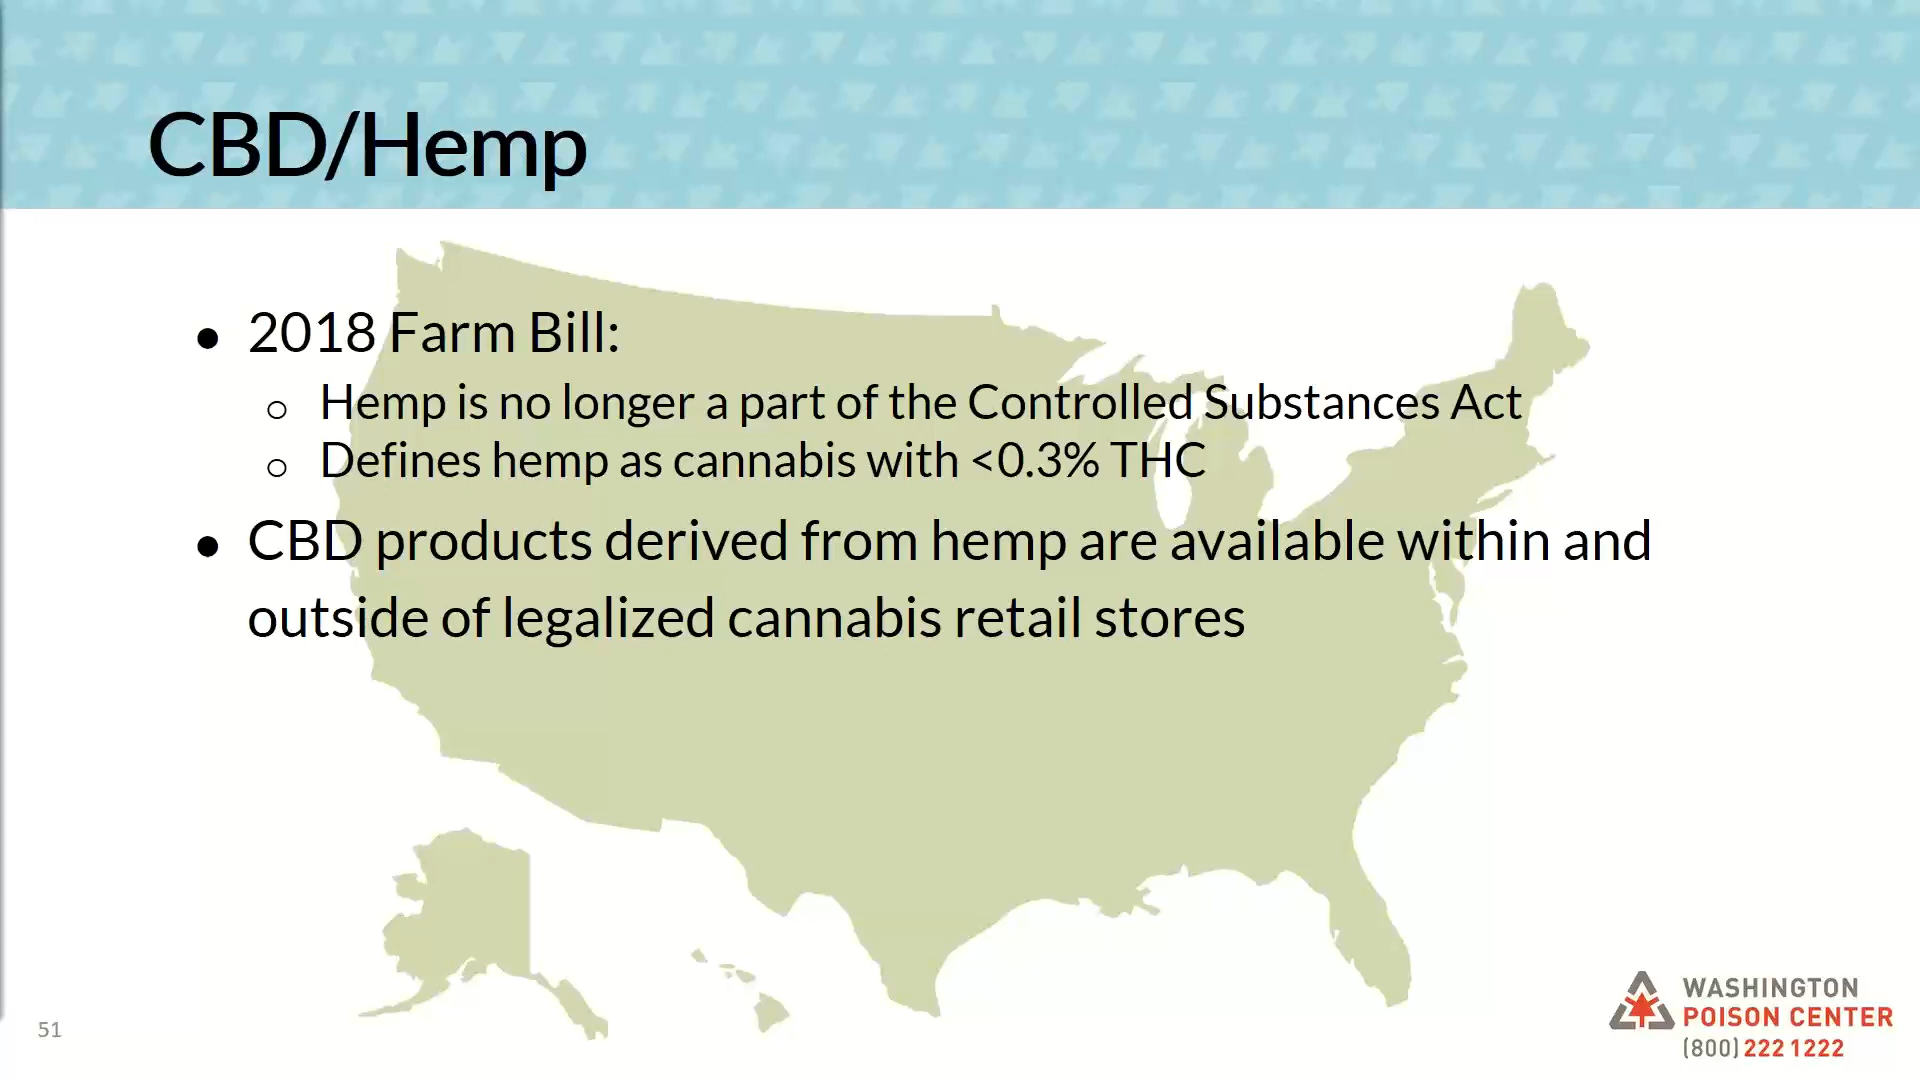 CBD/Hemp
● 2018 Farm Bill:
○ Hemp is no longer a part of the Controlled Substances Act
○ Defines hemp as cannabis with <0.3% THC
● CBD products derived from hemp are available within and
outside of legalized cannabis retail stores
51
WASHINGTON
POISON CENTER
(800) 222 1222